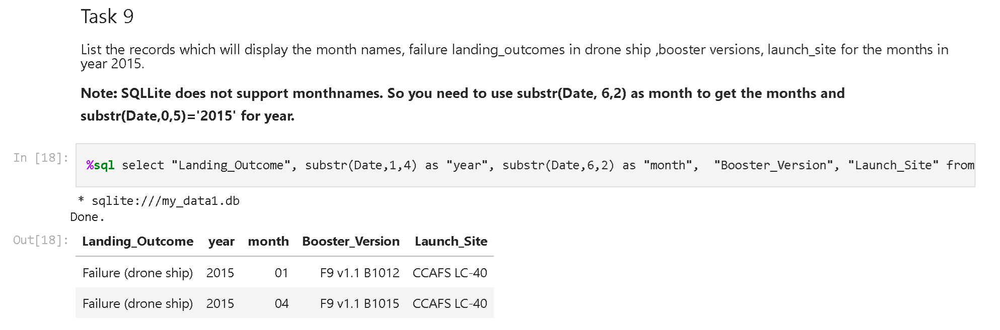 Task 9
List the records which will display the month names, failure landing_outcomes in drone ship ,booster versions, launch_site for the months in
year 2015.
Note: SQLLite does not support monthnames. So you need to use substr(Date, 6,2) as month to get the months and
substr(Date,0,5)='2015' for year.
In [18]:
%sql select "Landing_Outcome", substr(Date,1,4) as "year", substr(Date,6,2) as "month",  "Booster_Version", "Launch_Site" from
* sqlite:///my_data1.db
Done.
Out[18]:
Landing_Outcome year month Booster_Version Launch_Site
Failure (drone ship) 2015 01 F9 v1.1 B1012 CCAFS LC-40
Failure (drone ship) 2015 04 F9 v1.1 B1015 CCAFS LC-40